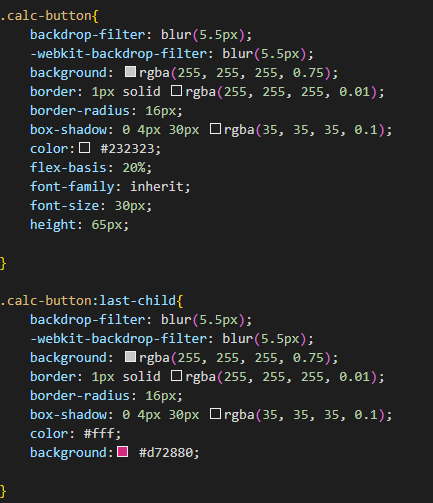 .calc-button{
backdrop-filter: blur(5.5px);
-webkit-backdrop-filter: blur(5.5px);
background: rgba(255, 255, 255, 0.75);
border: 1px solid rgba(255, 255, 255, 0.01);
border-radius: 16px;
box-shadow: 0 4px 30px rgba(35, 35, 35, 0.1);
color: #232323;
flex-basis: 20%;
font-family: inherit;
font-size: 30px;
height: 65px;
}
.calc-button:last-child{
backdrop-filter: blur(5.5px);
-webkit-backdrop-filter: blur(5.5px);
background: rgba(255, 255, 255, 0.75);
border: 1px solid rgba(255, 255, 255, 0.01);
border-radius: 16px;
box-shadow: 0 4px 30px rgba(35, 35, 35, 0.1);
color: #fff;
background: #d72880;
}